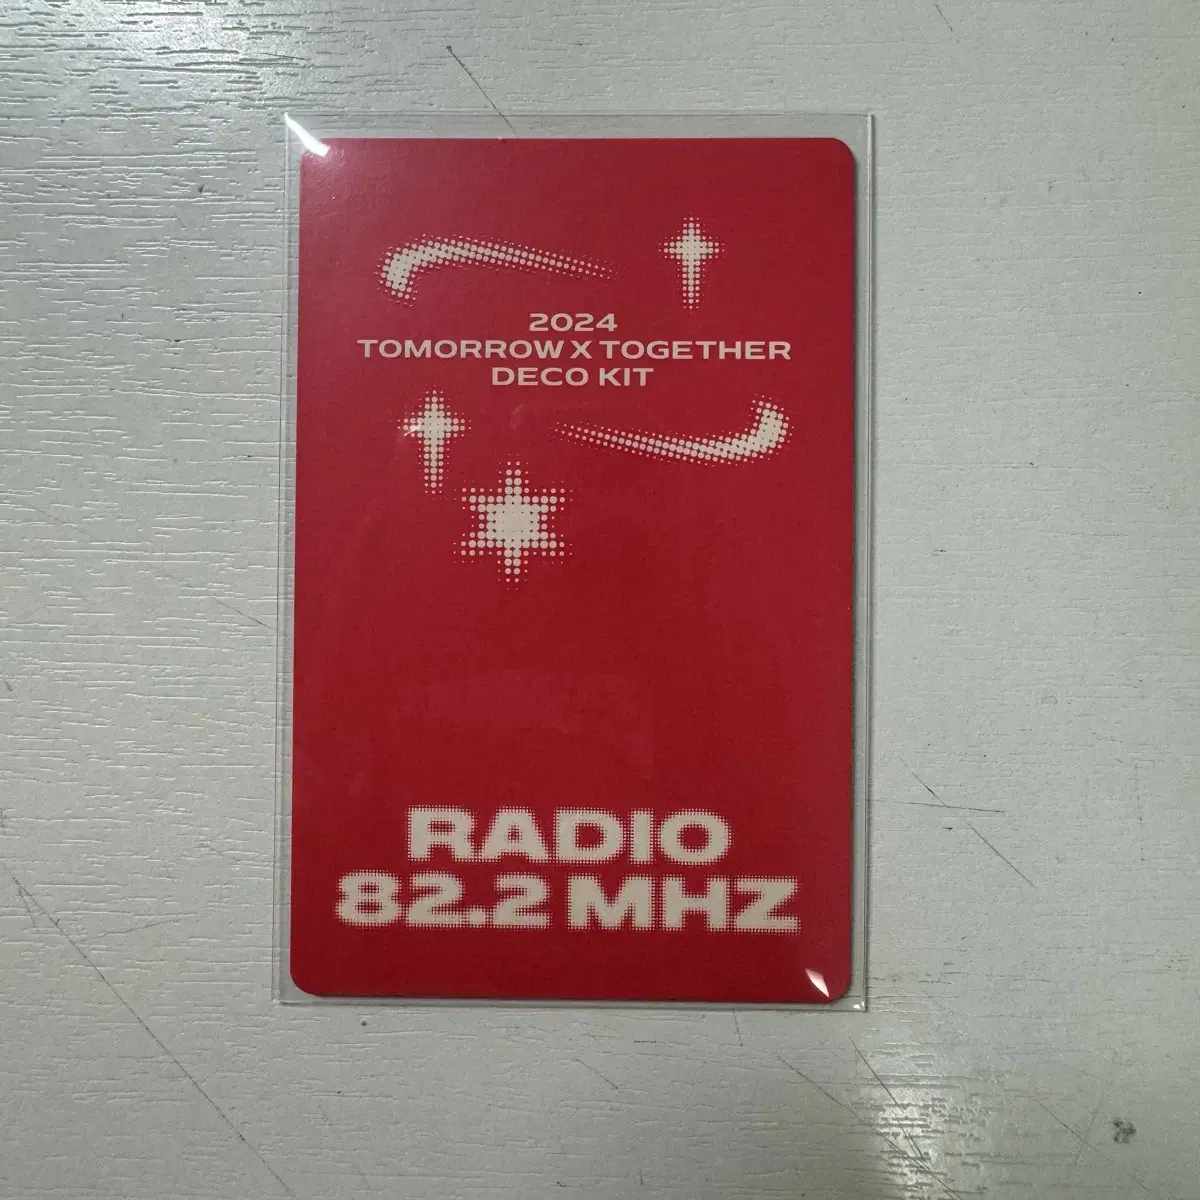 2024
TOMORROW X TOGETHER
DECO KIT
RADIO
82.2 MHZ